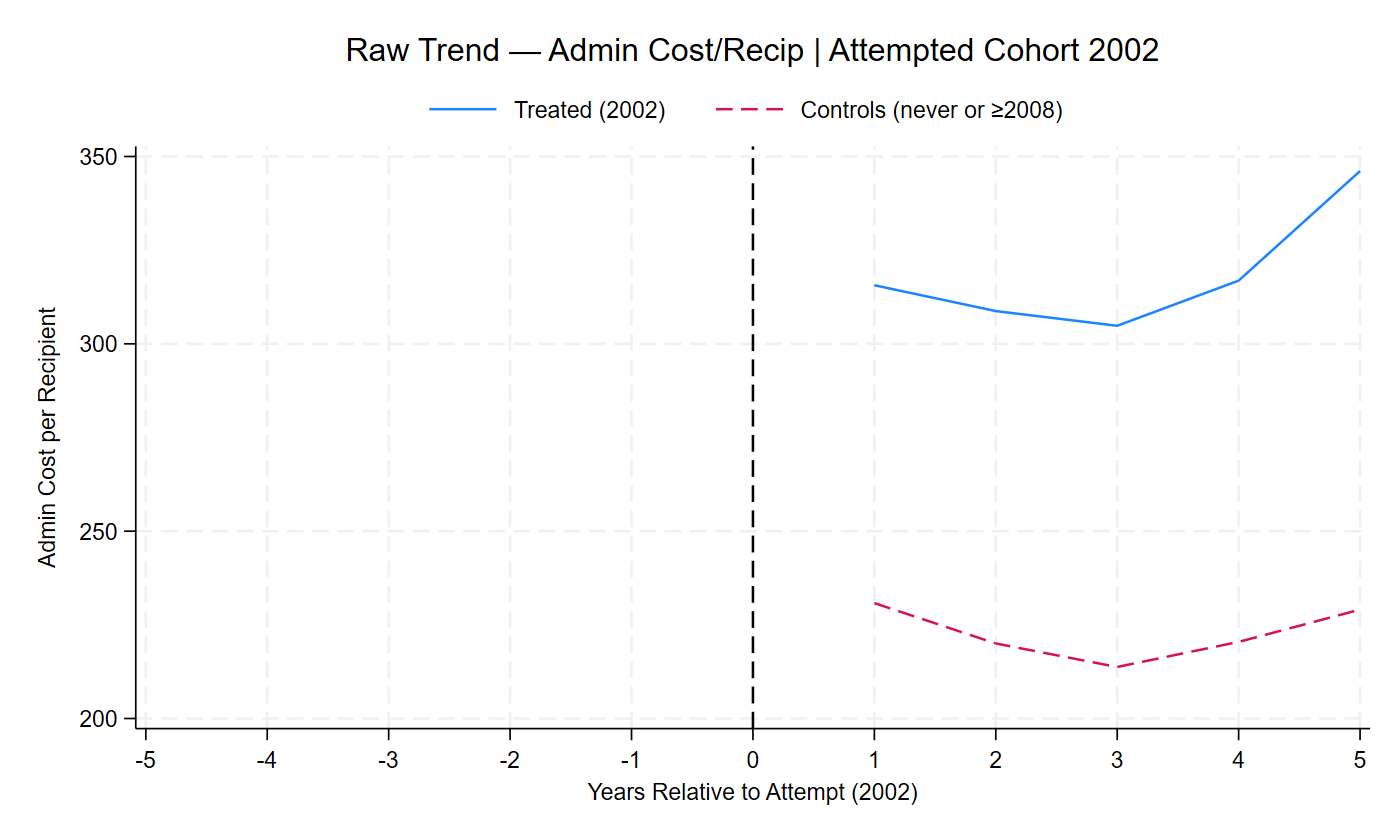 Raw Trend — Admin Cost/Recip | Attempted Cohort 2002
Treated (2002) Controls (never or ≥2008)
Admin Cost per Recipient
350
300
250
200
-5 -4 -3 -2 -1 0 1 2 3 4 5
Years Relative to Attempt (2002)